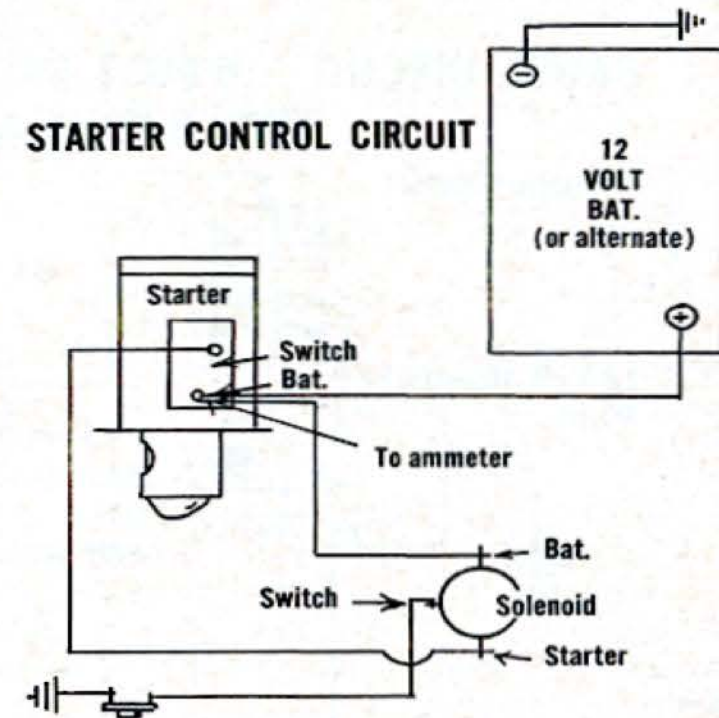 STARTER CONTROL CIRCUIT
12
VOLT
BAT.
(or alternate)
Starter
Switch
Bat.
To ammeter
Bat.
Switch
Solenoid
Starter